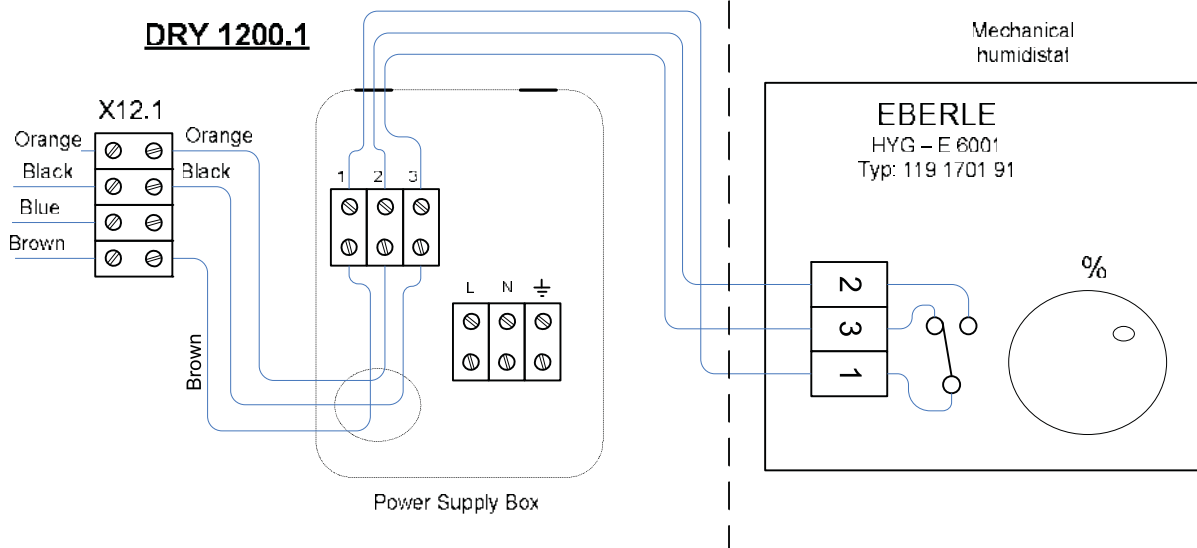 DRY 1200.1
Mechanical
humidistat
X12.1
Orange
Orange
Black
Black
Blue
Brown
Brown
1 2 3
L N
Power Supply Box
EBERLE
HYG – E 6001
Typ: 119 1701 91
2
3
1
%